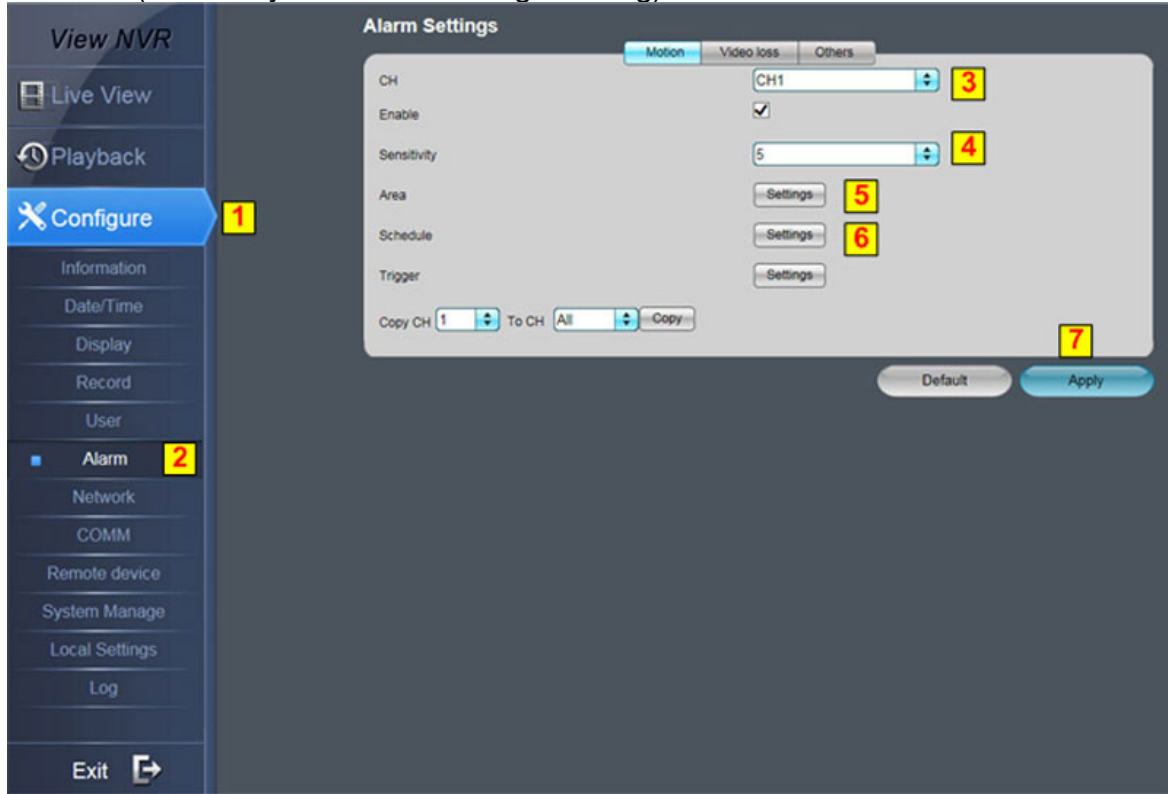 View NVR
Live View
Playback
Configure 1
Information
Date/Time
Display
Record
User
Alarm 2
Network
COMM
Remote device
System Manage
Local Settings
Log
Exit
Alarm Settings
Motion Video loss Others
CH CH1 3
Enable
Sensitivity 5 4
Area Settings 5
Schedule Settings 6
Trigger Settings
Copy CH 1 To CH All Copy
7
Default Apply